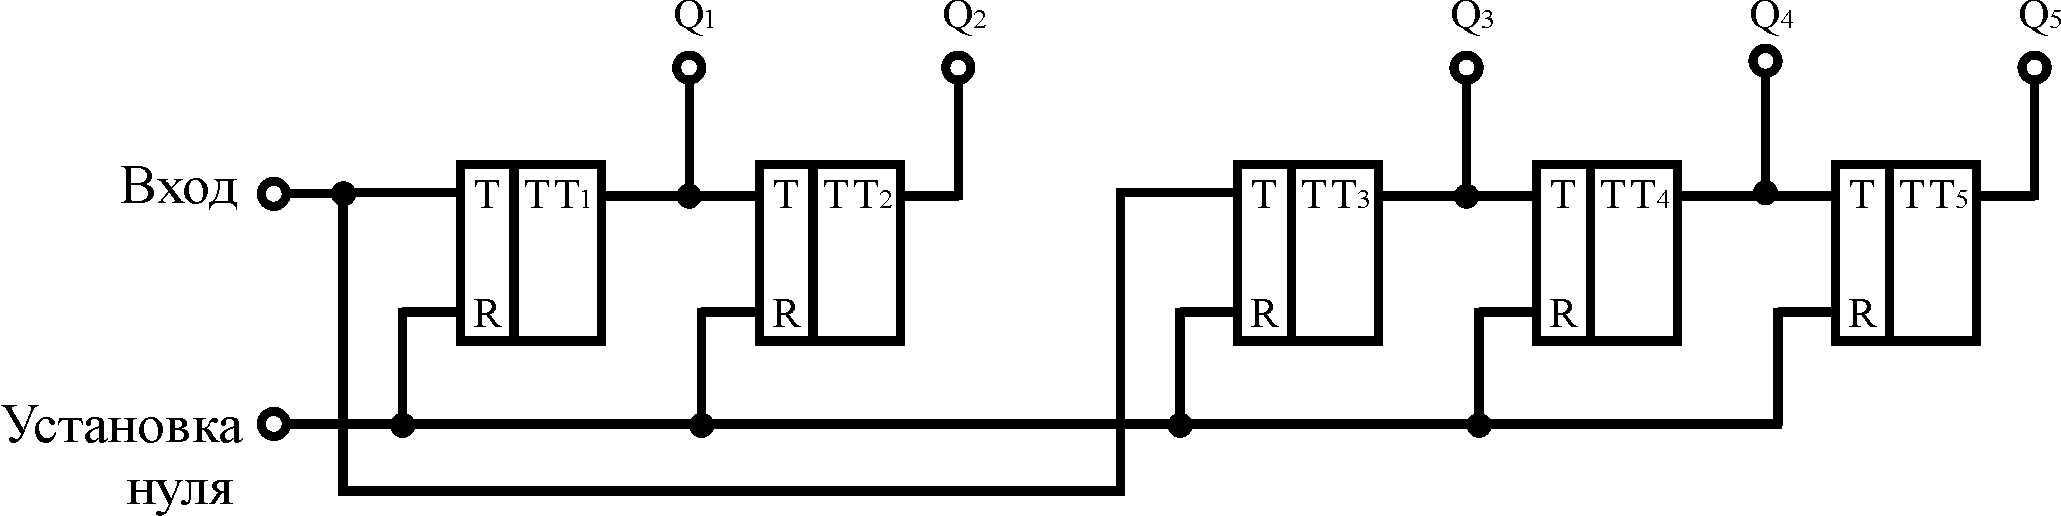 Q1 Q2 Q3 Q4 Q5
Вход
T TT1 T TT2 T TT3 T TT4 T TT5
R R R R R
Установка
нуля